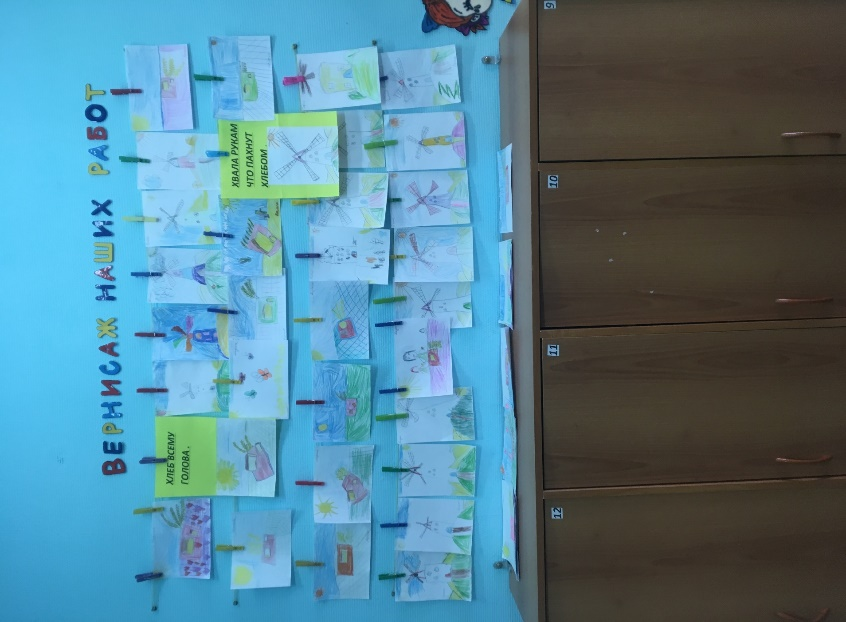 ВЕРНИСАЖ НАШИХ РАБОТ
ХЛЕБ ВСЕМУ
ГОЛОВА.
ХВАЛА РУКАМ
ЧТО ПАХНУТ
ХЛЕБОМ
12
11
10
9